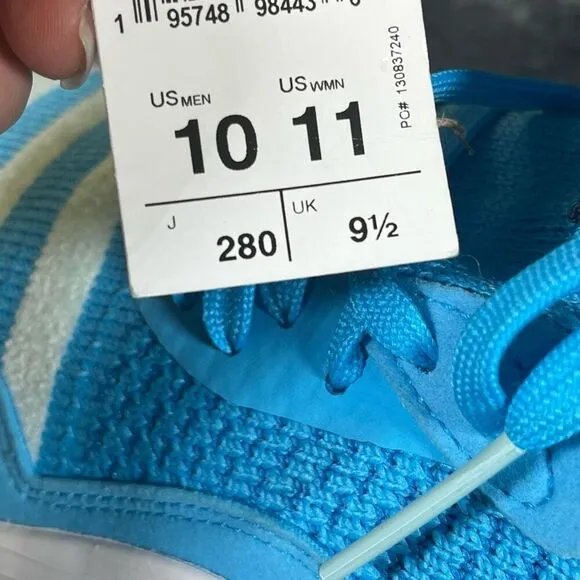 1 95748 98443
US MEN 10
US WMN 11
PO# 130837240
J 280
UK 9½